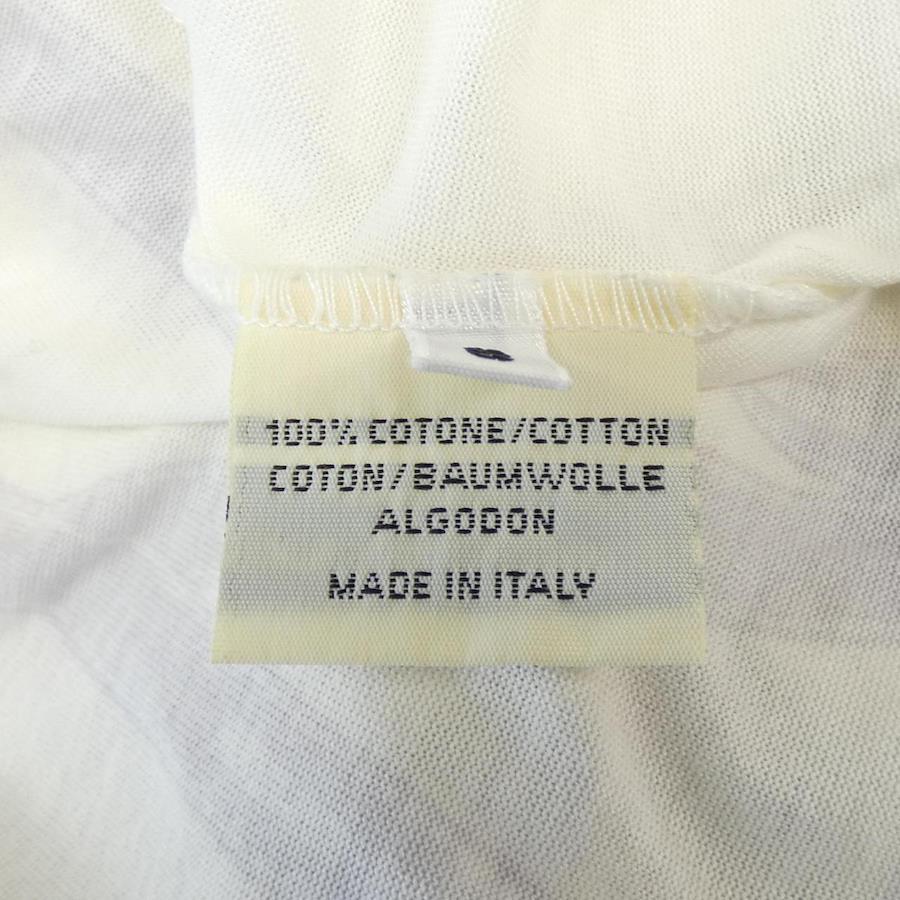 100% COTONE/COTTON
COTON/BAUMWOLLE
ALGODON
MADE IN ITALY